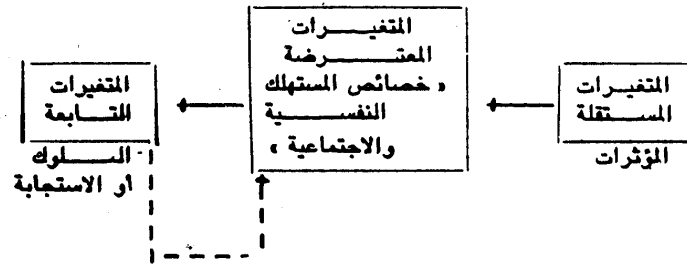 المتغيرات
المستقلة
المؤثرات
المتغيرات
المعترضة
« خصائص المستهلك
النفسية
والاجتماعية »
المتغيرات
التابعة
السلوك
أو الاستجابة